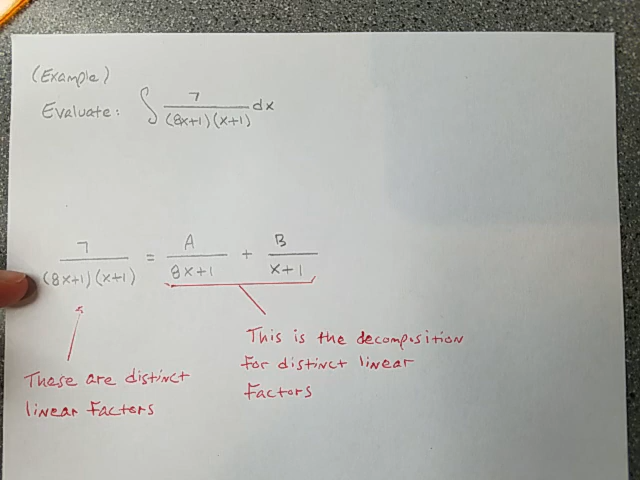 (Example)
Evaluate: ∫ 7/((8x+1)(x+1)) dx
7/((8x+1)(x+1)) = A/(8x+1) + B/(x+1)
This is the decomposition
for distinct linear
factors
These are distinct
linear factors